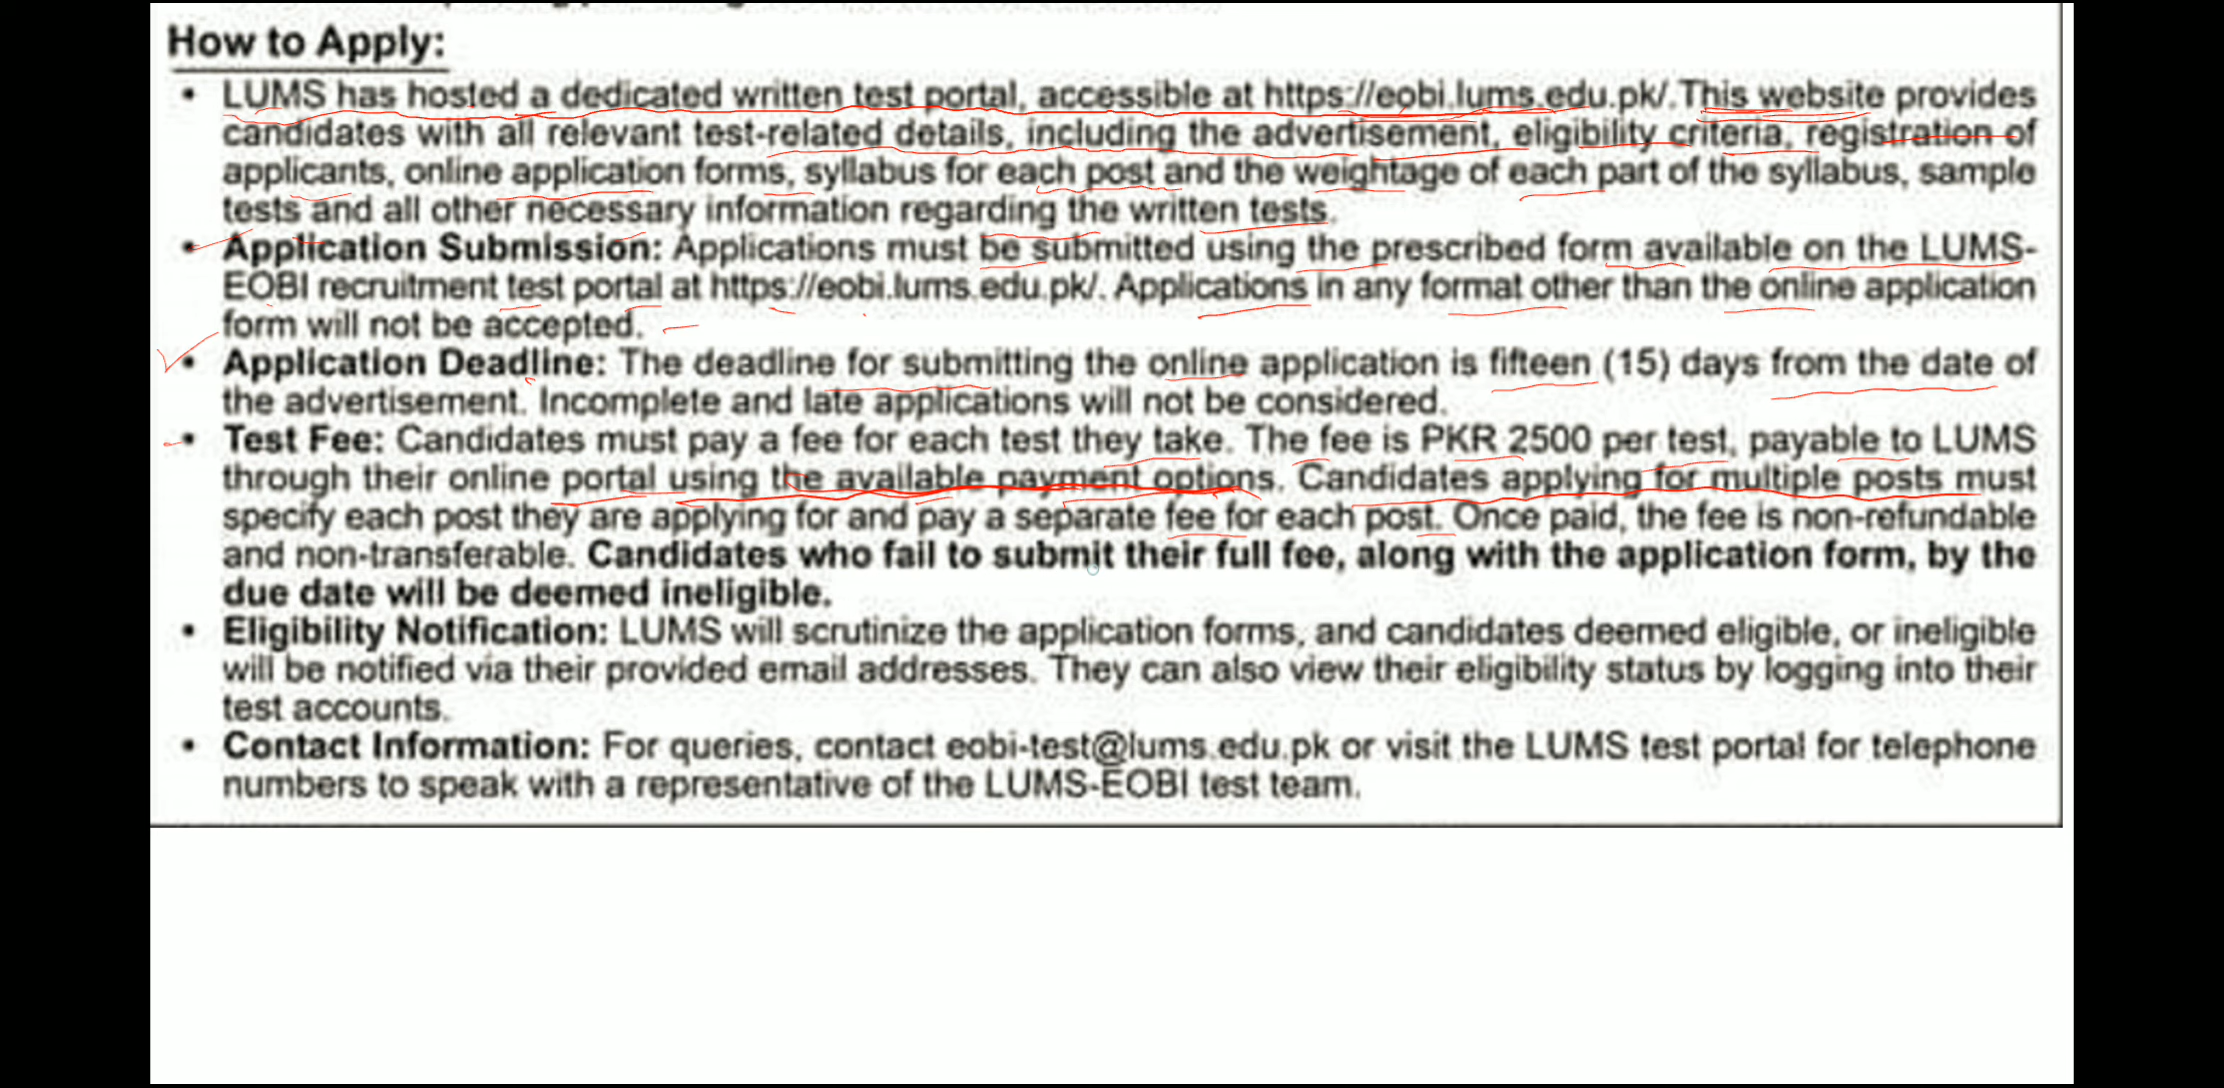 How to Apply:
• LUMS has hosted a dedicated written test portal, accessible at https://eobi.lums.edu.pk/.This website provides
candidates with all relevant test-related details, including the advertisement, eligibility criteria, registration of
applicants, online application forms, syllabus for each post and the weightage of each part of the syllabus, sample
tests and all other necessary information regarding the written tests.
• Application Submission: Applications must be submitted using the prescribed form available on the LUMS-
EOBI recruitment test portal at https://eobi.lums.edu.pk/. Applications in any format other than the online application
form will not be accepted.
• Application Deadline: The deadline for submitting the online application is fifteen (15) days from the date of
the advertisement. Incomplete and late applications will not be considered.
• Test Fee: Candidates must pay a fee for each test they take. The fee is PKR 2500 per test, payable to LUMS
through their online portal using the available payment options. Candidates applying for multiple posts must
specify each post they are applying for and pay a separate fee for each post. Once paid, the fee is non-refundable
and non-transferable. Candidates who fail to submit their full fee, along with the application form, by the
due date will be deemed ineligible.
• Eligibility Notification: LUMS will scrutinize the application forms, and candidates deemed eligible, or ineligible
will be notified via their provided email addresses. They can also view their eligibility status by logging into their
test accounts.
• Contact Information: For queries, contact eobi-test@lums.edu.pk or visit the LUMS test portal for telephone
numbers to speak with a representative of the LUMS-EOBI test team.